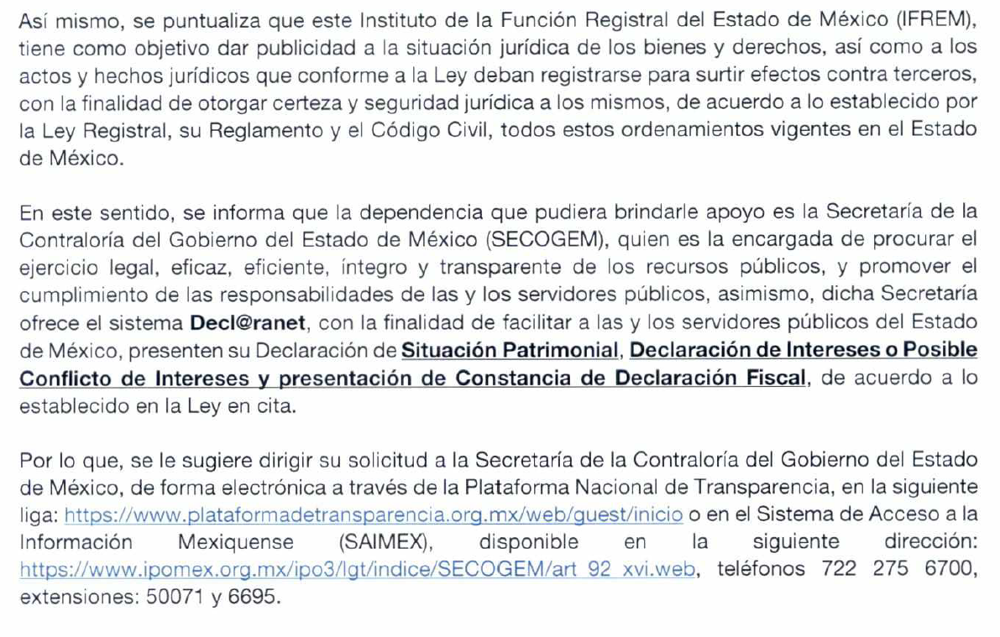 Así mismo, se puntualiza que este Instituto de la Función Registral del Estado de México (IFREM),
tiene como objetivo dar publicidad a la situación jurídica de los bienes y derechos, así como a los
actos y hechos jurídicos que conforme a la Ley deban registrarse para surtir efectos contra terceros,
con la finalidad de otorgar certeza y seguridad jurídica a los mismos, de acuerdo a lo establecido por
la Ley Registral, su Reglamento y el Código Civil, todos estos ordenamientos vigentes en el Estado
de México.

En este sentido, se informa que la dependencia que pudiera brindarle apoyo es la Secretaría de la
Contraloría del Gobierno del Estado de México (SECOGEM), quien es la encargada de procurar el
ejercicio legal, eficaz, eficiente, íntegro y transparente de los recursos públicos, y promover el
cumplimiento de las responsabilidades de las y los servidores públicos, asimismo, dicha Secretaría
ofrece el sistema Decl@ranet, con la finalidad de facilitar a las y los servidores públicos del Estado
de México, presenten su Declaración de Situación Patrimonial, Declaración de Intereses o Posible
Conflicto de Intereses y presentación de Constancia de Declaración Fiscal, de acuerdo a lo
establecido en la Ley en cita.

Por lo que, se le sugiere dirigir su solicitud a la Secretaría de la Contraloría del Gobierno del Estado
de México, de forma electrónica a través de la Plataforma Nacional de Transparencia, en la siguiente
liga: https://www.plataformadetransparencia.org.mx/web/guest/inicio o en el Sistema de Acceso a la
Información Mexiquense (SAIMEX), disponible en la siguiente dirección:
https://www.ipomex.org.mx/ipo3/lgt/indice/SECOGEM/art_92_xvi.web, teléfonos 722 275 6700,
extensiones: 50071 y 6695.